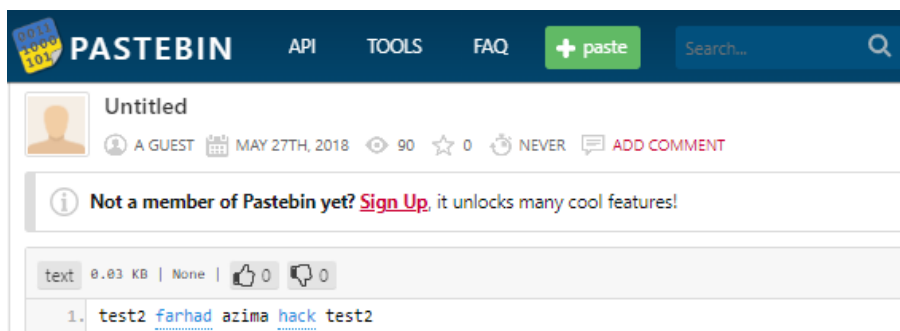 PASTEBIN API TOOLS FAQ + paste Search...
Untitled
A GUEST MAY 27TH, 2018 90 0 NEVER ADD COMMENT
Not a member of Pastebin yet? Sign Up, it unlocks many cool features!
text 0.03 KB | None | 0 0
1. test2 farhad azima hack test2